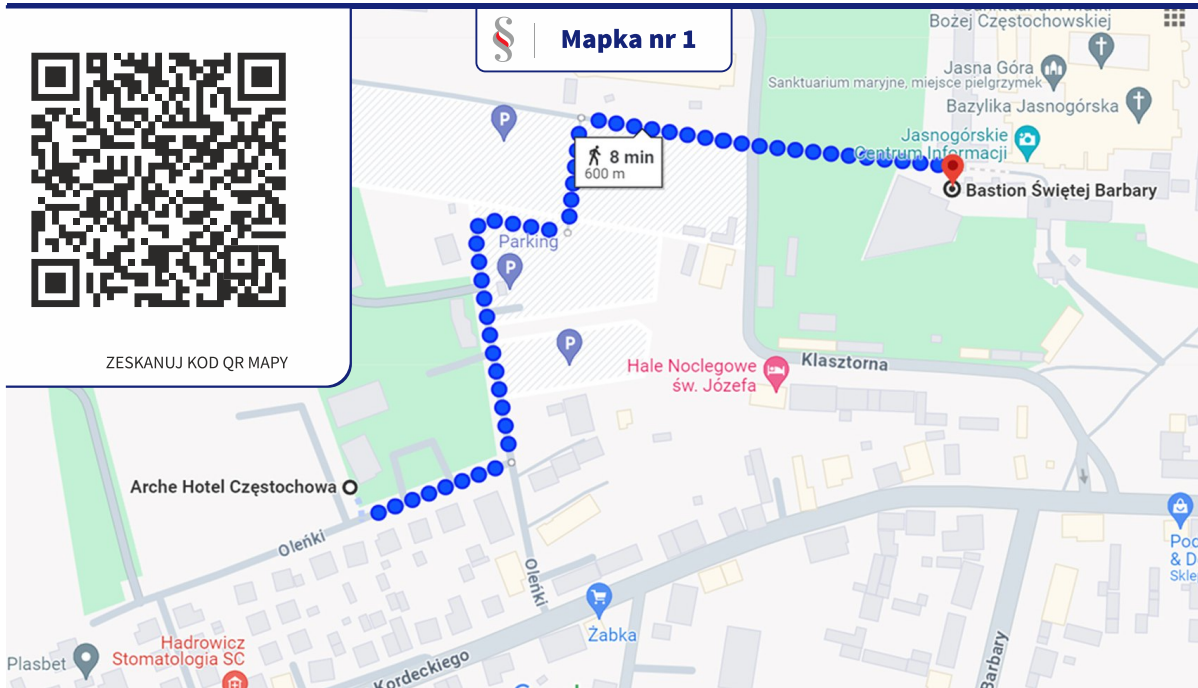 Mapka nr 1
ZESKANUJ KOD QR MAPY
Bożej Częstochowskiej
Jasna Góra
Sanktuarium maryjne, miejsce pielgrzymek
Bazylika Jasnogórska
Jasnogórskie
Centrum Informacji
Bastion Świętej Barbary
P
8 min
600 m
Parking
P
P
Hale Noclegowe
św. Józefa
Klasztorna
Arche Hotel Częstochowa
Oleńki
Oleńki
Żabka
Kordeckiego
Barbary
Hadrowicz
Stomatologia SC
Plasbet
Pod
& D
Skle